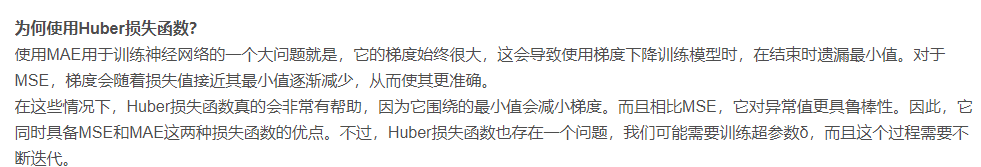 为何使用Huber损失函数?
使用MAE用于训练神经网络的一个大问题就是，它的梯度始终很大，这会导致使用梯度下降训练模型时，在结束时遗漏最小值。对于
MSE，梯度会随着损失值接近其最小值逐渐减少，从而使其更准确。
在这些情况下，Huber损失函数真的会非常有帮助，因为它围绕的最小值会减小梯度。而且相比MSE，它对异常值更具鲁棒性。因此，它
同时具备MSE和MAE这两种损失函数的优点。不过，Huber损失函数也存在一个问题，我们可能需要训练超参数δ，而且这个过程需要不
断迭代。